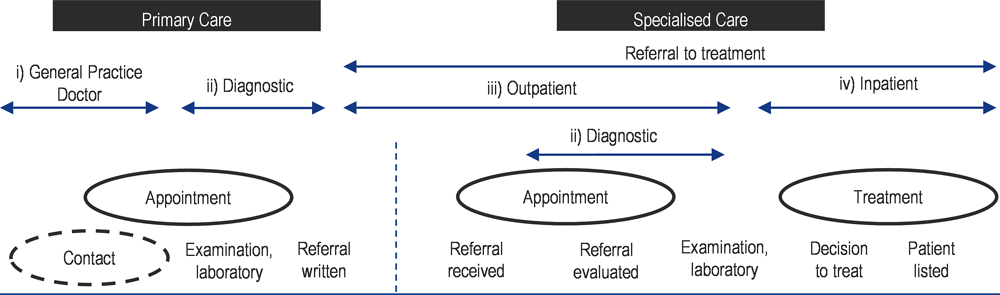 Primary Care
Specialised Care
Referral to treatment
i) General Practice
Doctor
ii) Diagnostic
iii) Outpatient
iv) Inpatient
ii) Diagnostic
Appointment
Appointment
Treatment
Contact
Examination,
laboratory
Referral
written
Referral
received
Referral
evaluated
Examination,
laboratory
Decision
to treat
Patient
listed